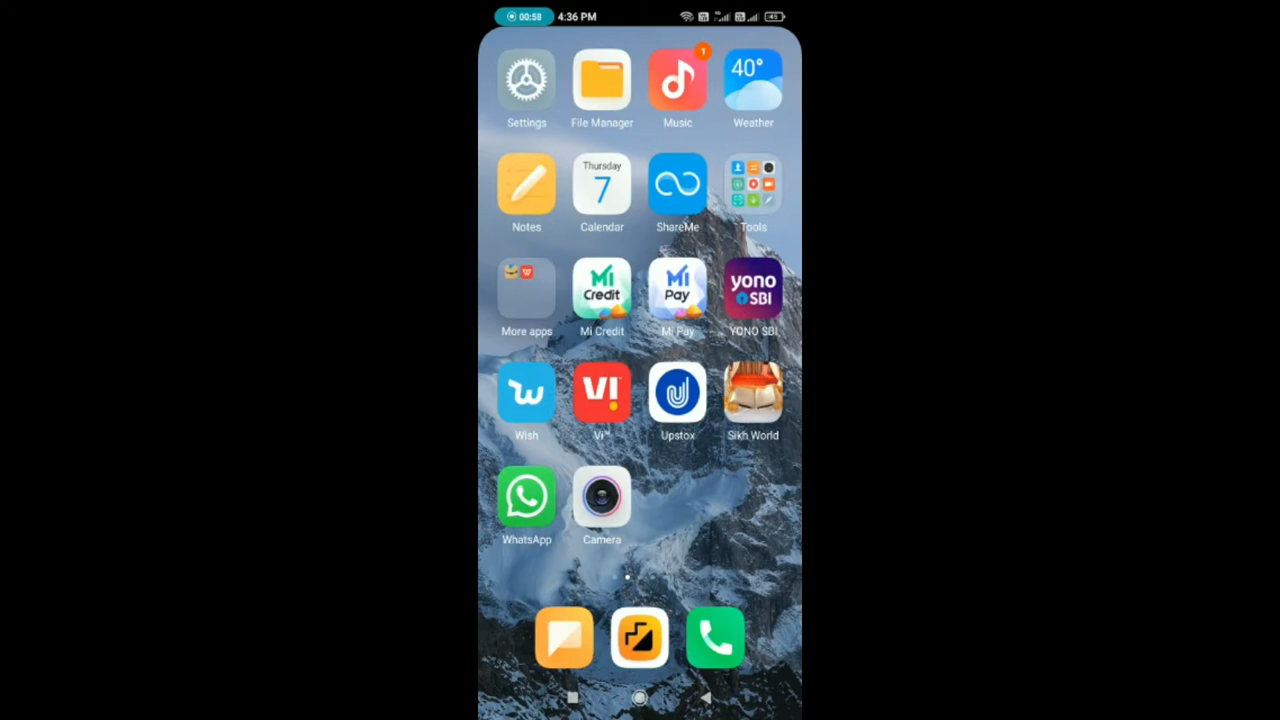 00:58 4:36 PM 45
1
40°
Settings File Manager Music Weather
Thursday
7
Notes Calendar ShareMe Tools
Mi Credit Mi Pay yono SBI
More apps Mi Credit Mi Pay YONO SBI
VI
Wish Vi™ Upstox Sikh World
WhatsApp Camera